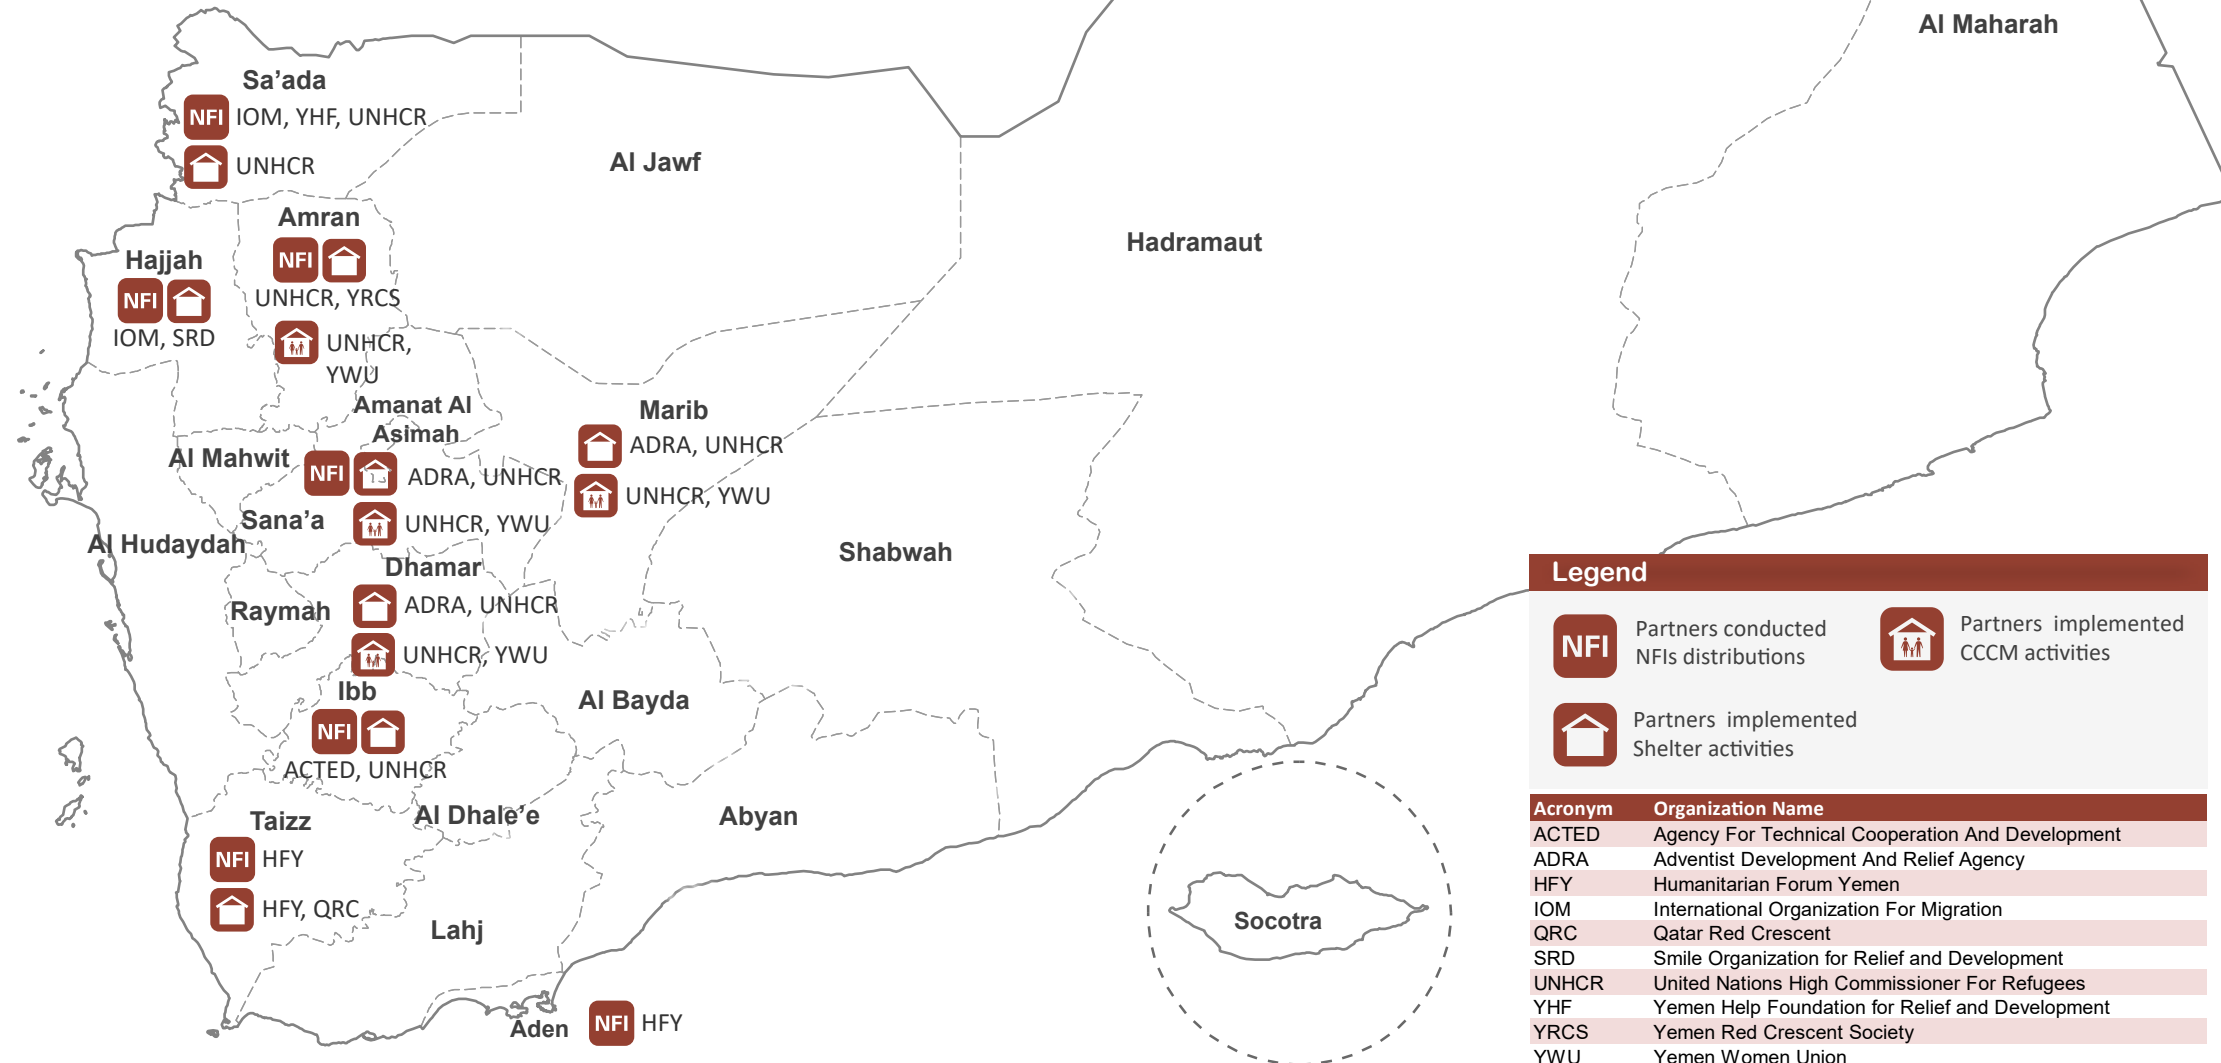 Al Maharah
Sa’ada
NFI IOM, YHF, UNHCR
UNHCR
Al Jawf
Amran
NFI
UNHCR, YRCS
UNHCR,
YWU
Hadramaut
Hajjah
NFI
IOM, SRD
Amanat Al
Asimah
NFI ADRA, UNHCR
UNHCR, YWU
Marib
ADRA, UNHCR
UNHCR, YWU
Al Mahwit
Sana’a
Al Hudaydah
Shabwah
Dhamar
ADRA, UNHCR
UNHCR, YWU
Raymah
Ibb
NFI
ACTED, UNHCR
Al Bayda
Taizz
NFI HFY
HFY, QRC
Al Dhale’e
Abyan
Lahj
Aden NFI HFY
Socotra
Legend
NFI Partners conducted
NFIs distributions
Partners implemented
CCCM activities
Partners implemented
Shelter activities
Acronym Organization Name
ACTED Agency For Technical Cooperation And Development
ADRA Adventist Development And Relief Agency
HFY Humanitarian Forum Yemen
IOM International Organization For Migration
QRC Qatar Red Crescent
SRD Smile Organization for Relief and Development
UNHCR United Nations High Commissioner For Refugees
YHF Yemen Help Foundation for Relief and Development
YRCS Yemen Red Crescent Society
YWU Yemen Women Union